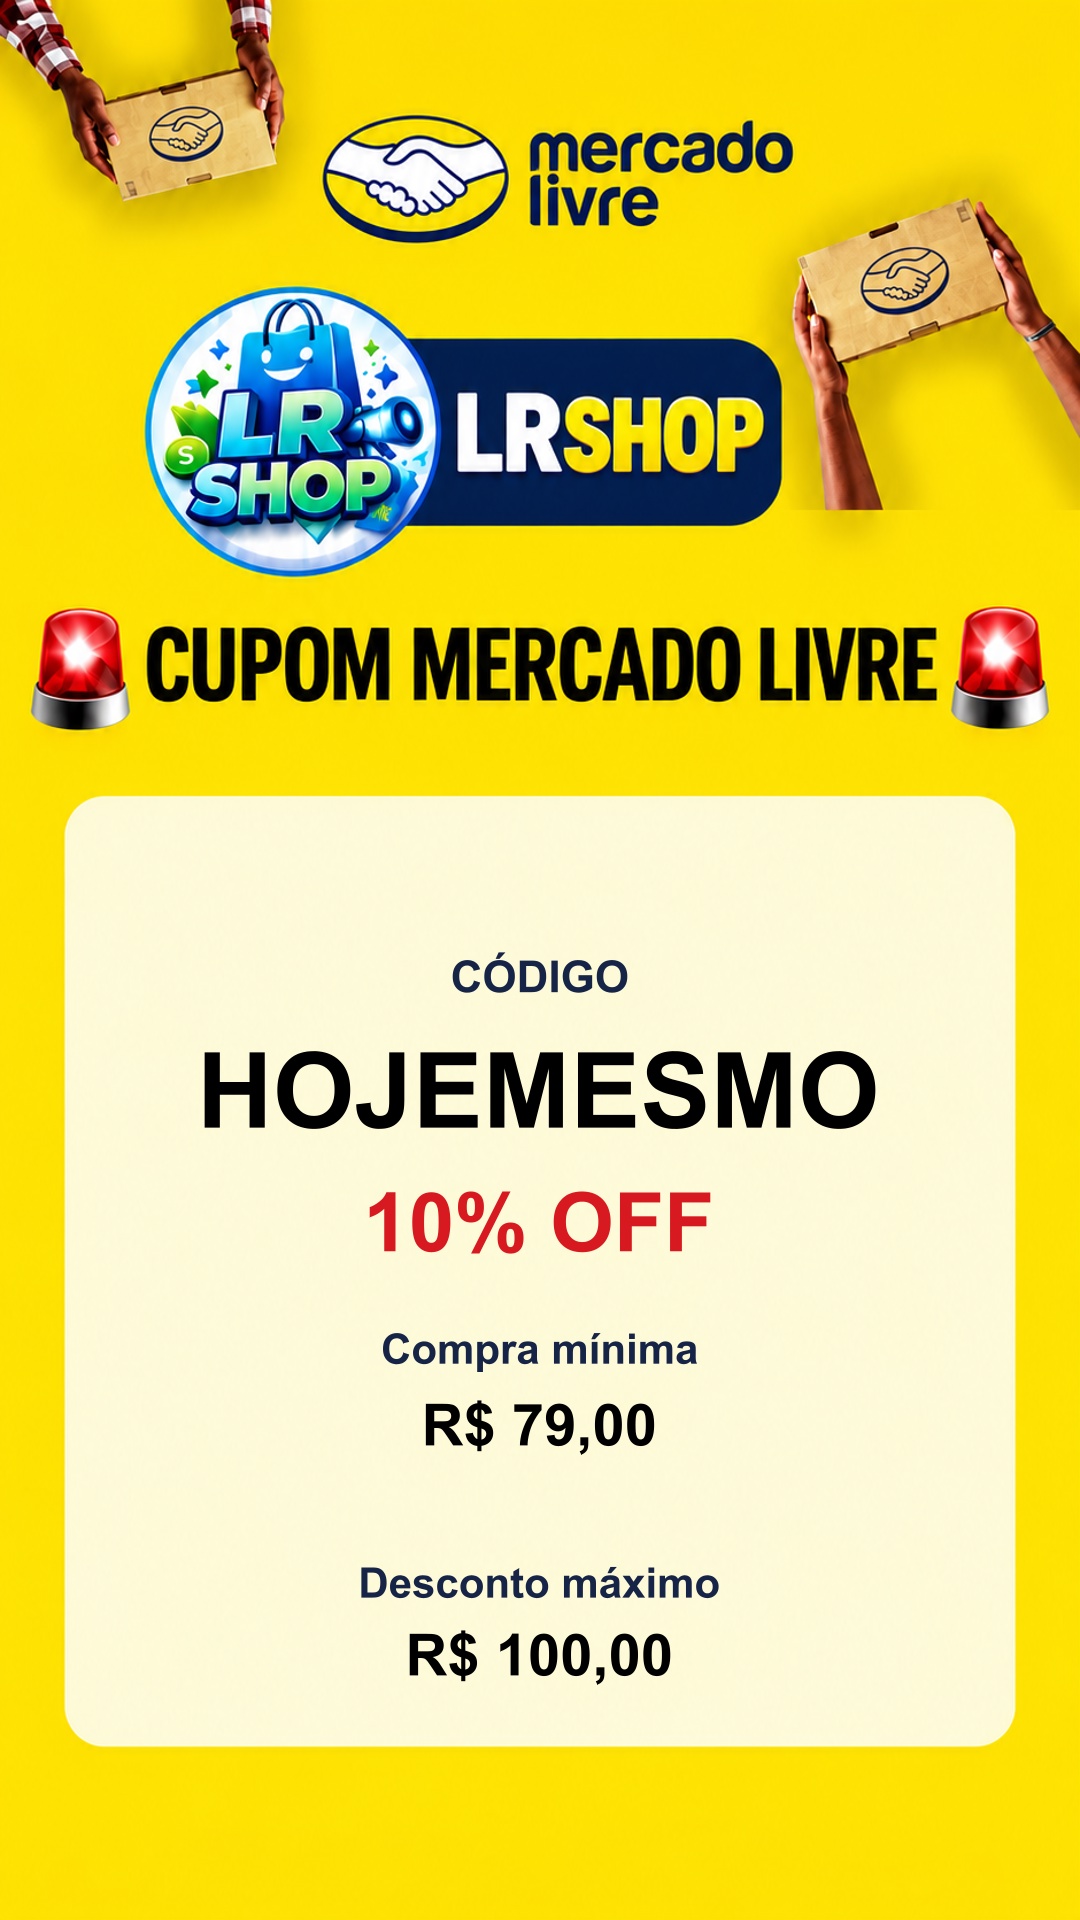 mercado
livre
LR
SHOP
S
LRSHOP
CUPOM MERCADO LIVRE
CÓDIGO
HOJEMESMO
10% OFF
Compra mínima
R$ 79,00
Desconto máximo
R$ 100,00